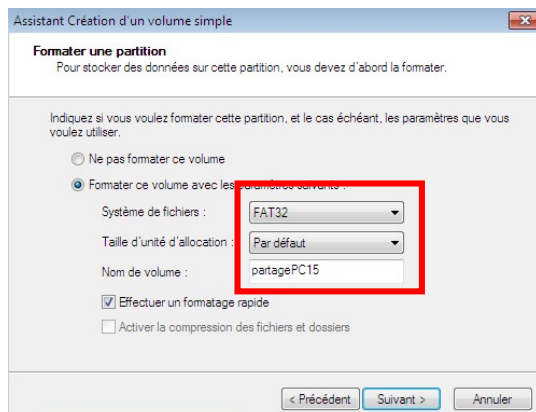 Assistant Création d'un volume simple
Formater une partition
Pour stocker des données sur cette partition, vous devez d'abord la formater.
Indiquez si vous voulez formater cette partition, et le cas échéant, les paramètres que vous
voulez utiliser.
Ne pas formater ce volume
Formater ce volume avec les paramètres suivants :
Système de fichiers : FAT32
Taille d'unité d'allocation : Par défaut
Nom de volume : partagePC15
Effectuer un formatage rapide
Activer la compression des fichiers et dossiers
< Précédent Suivant > Annuler